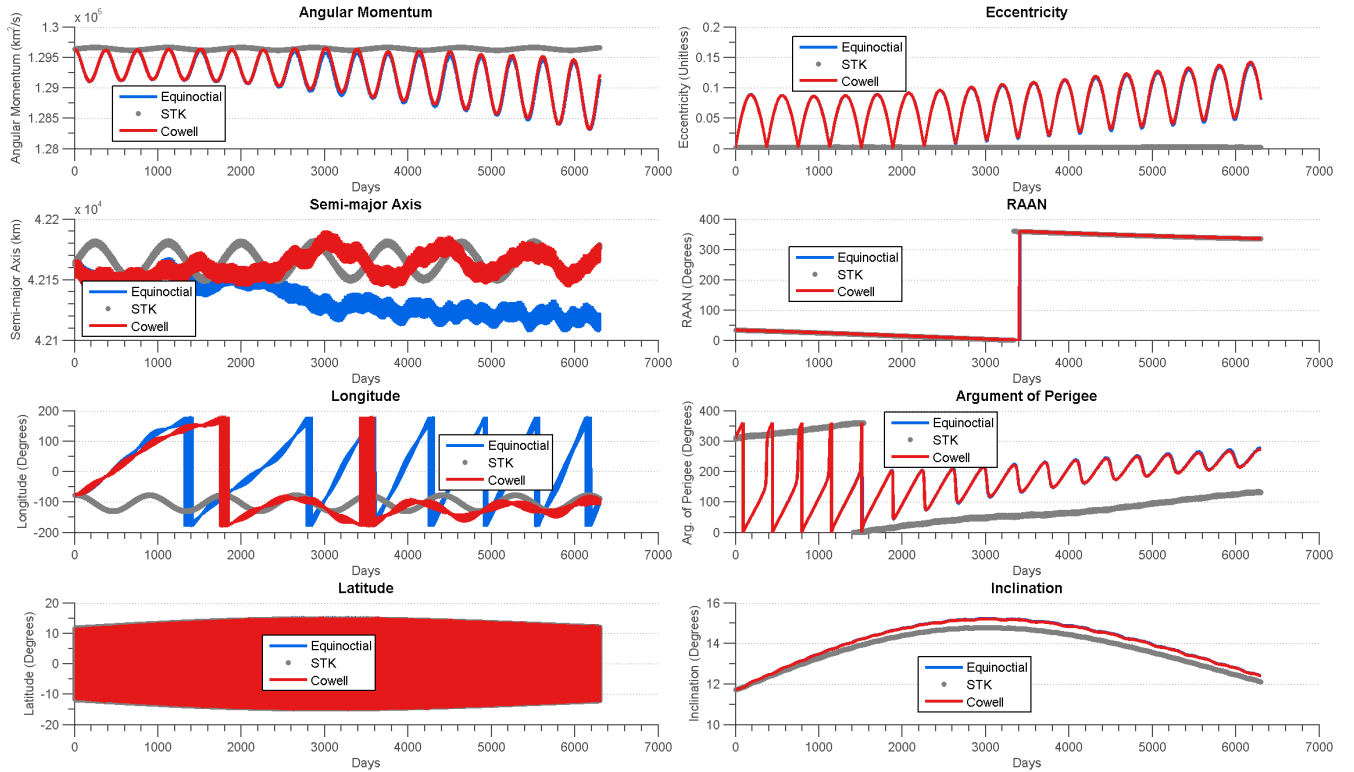 Angular Momentum
x 10^5
Angular Momentum (km^2/s)
1.3
1.295
1.29
1.285
1.28
Equinoctial
STK
Cowell
0 1000 2000 3000 4000 5000 6000 7000
Days
Eccentricity
Eccentricity (Unitless)
0.2
0.15
0.1
0.05
0
Equinoctial
STK
Cowell
0 1000 2000 3000 4000 5000 6000 7000
Days
Semi-major Axis
x 10^4
Semi-major Axis (km)
4.22
4.215
4.21
Equinoctial
STK
Cowell
0 1000 2000 3000 4000 5000 6000 7000
Days
RAAN
RAAN (Degrees)
400
300
200
100
0
Equinoctial
STK
Cowell
0 1000 2000 3000 4000 5000 6000 7000
Days
Longitude
Longitude (Degrees)
200
100
0
-100
-200
Equinoctial
STK
Cowell
0 1000 2000 3000 4000 5000 6000 7000
Days
Argument of Perigee
Arg. of Perigee (Degrees)
400
300
200
100
0
Equinoctial
STK
Cowell
0 1000 2000 3000 4000 5000 6000 7000
Days
Latitude
Latitude (Degrees)
20
10
0
-10
-20
Equinoctial
STK
Cowell
0 1000 2000 3000 4000 5000 6000 7000
Days
Inclination
Inclination (Degrees)
16
14
12
10
Equinoctial
STK
Cowell
0 1000 2000 3000 4000 5000 6000 7000
Days